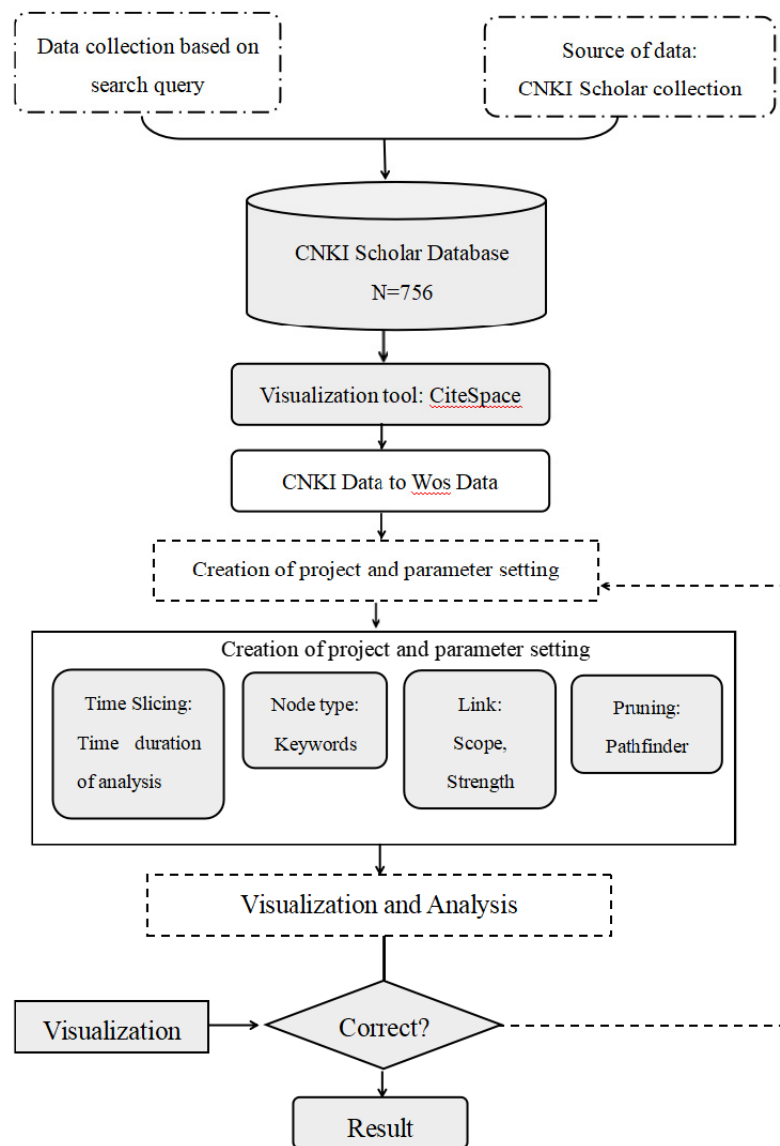 Data collection based on
search query
Source of data:
CNKI Scholar collection
CNKI Scholar Database
N=756
Visualization tool: CiteSpace
CNKI Data to Wos Data
Creation of project and parameter setting
Creation of project and parameter setting
Time Slicing:
Time duration
of analysis
Node type:
Keywords
Link:
Scope,
Strength
Pruning:
Pathfinder
Visualization and Analysis
Visualization
Correct?
Result